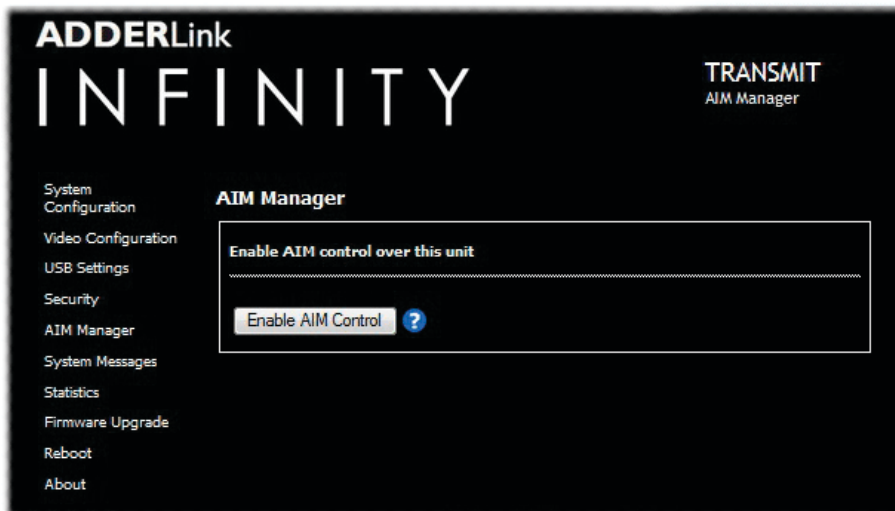 ADDERLink
INFINITY
TRANSMIT
AIM Manager
System
Configuration
Video Configuration
USB Settings
Security
AIM Manager
System Messages
Statistics
Firmware Upgrade
Reboot
About
AIM Manager
Enable AIM control over this unit
Enable AIM Control ?